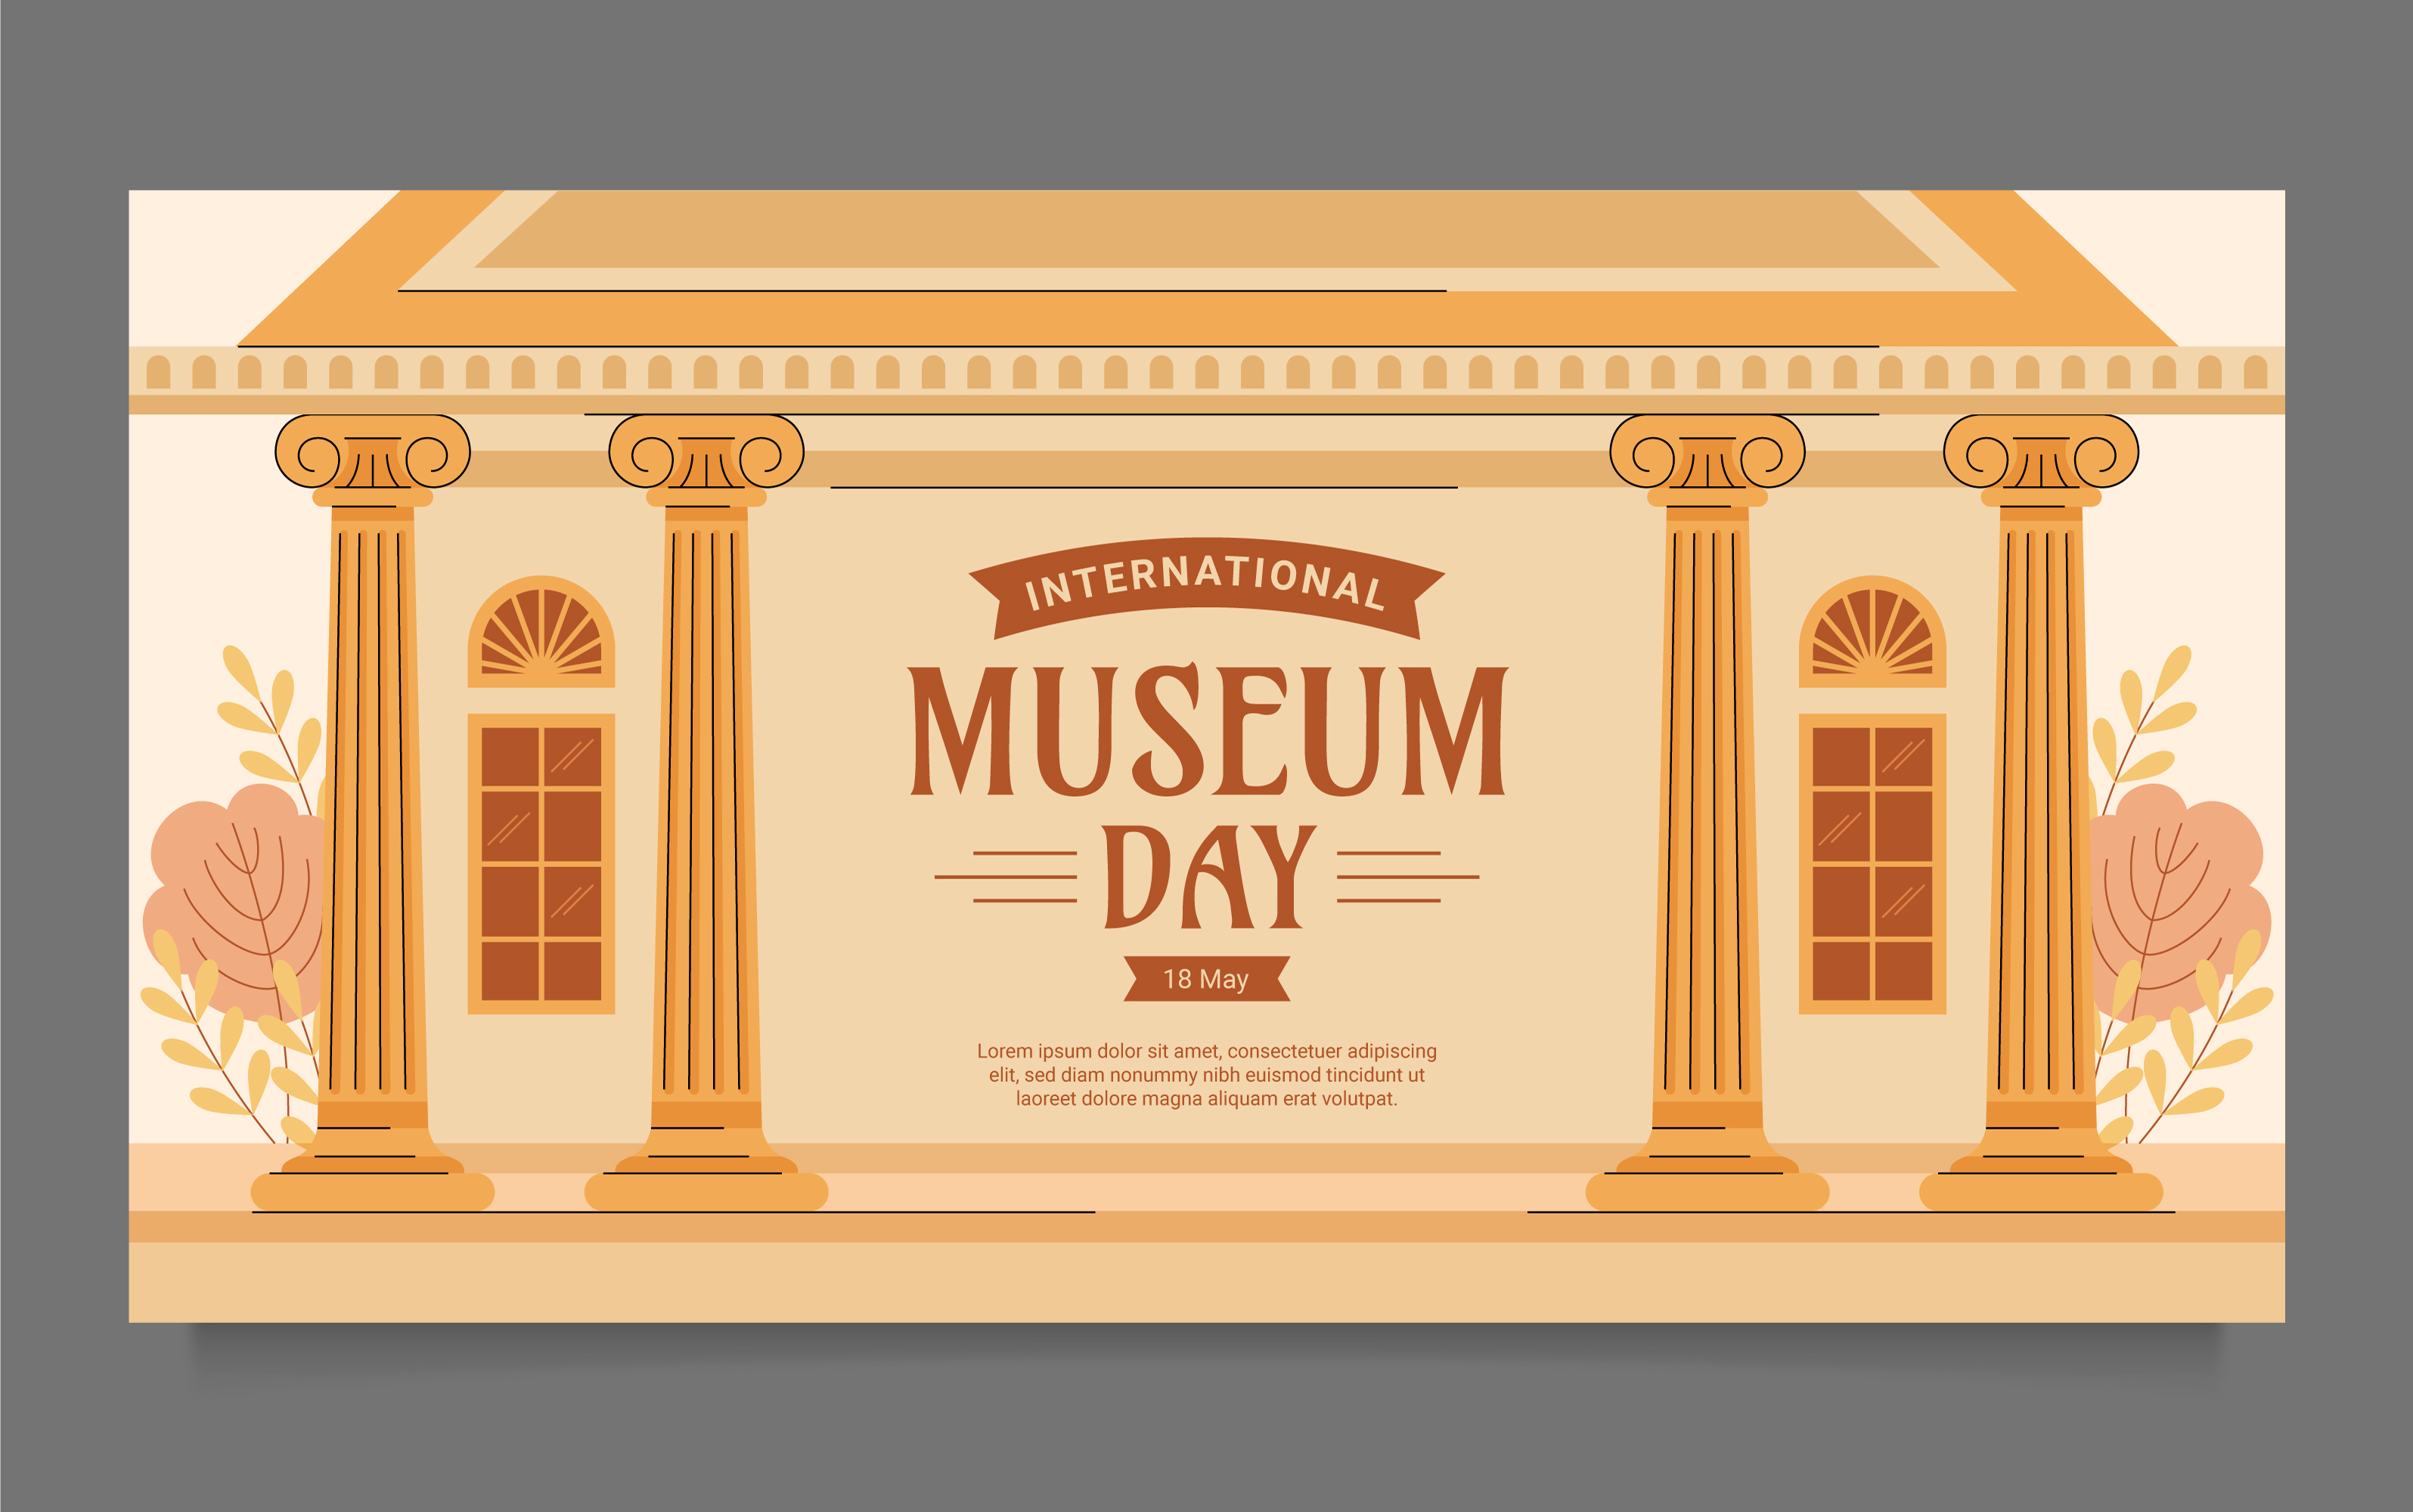 INTERNATIONAL
MUSEUM
DAY
18 May
Lorem ipsum dolor sit amet, consectetuer adipiscing
elit, sed diam nonummy nibh euismod tincidunt ut
laoreet dolore magna aliquam erat volutpat.